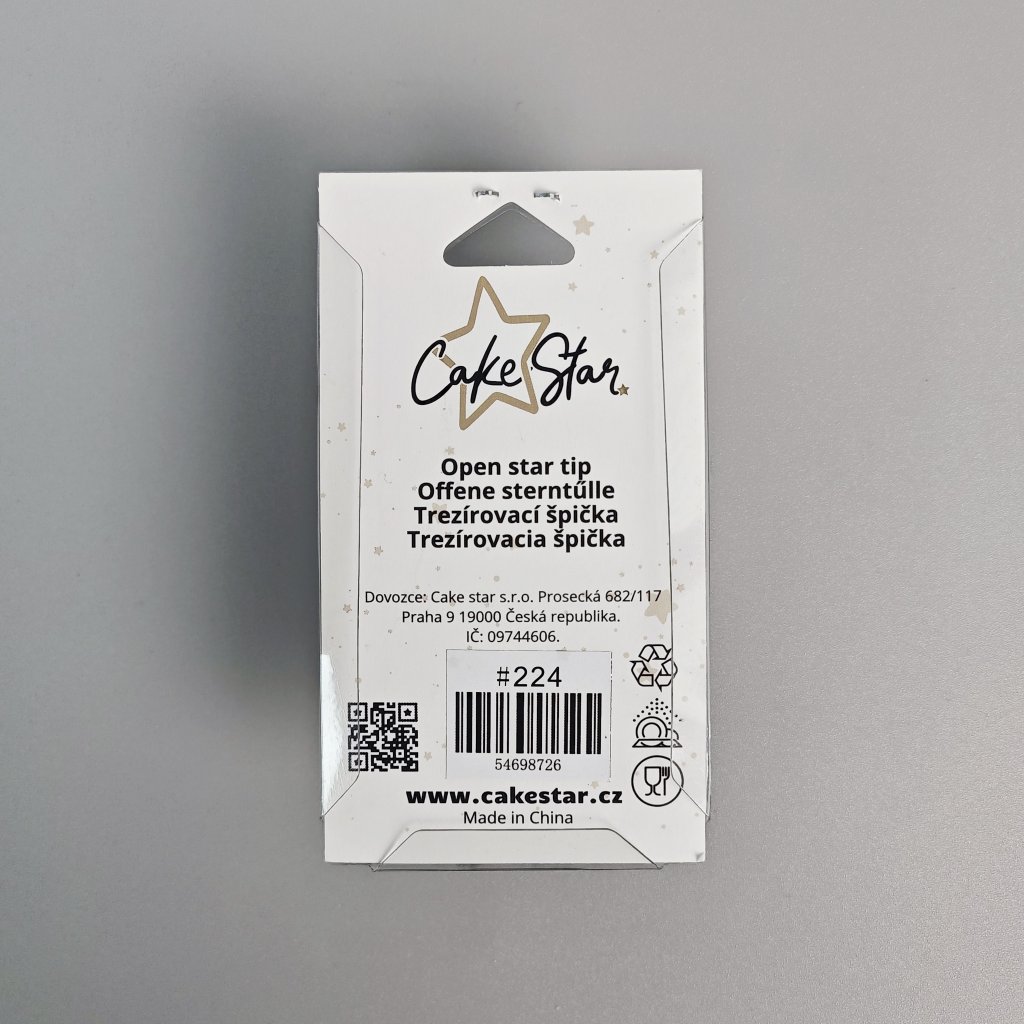 Cake Star
Open star tip
Offene sterntűlle
Trezírovací špička
Trezírovacia špička
Dovozce: Cake star s.r.o. Prosecká 682/117
Praha 9 19000 Česká republika.
IČ: 09744606.
#224
54698726
www.cakestar.cz
Made in China